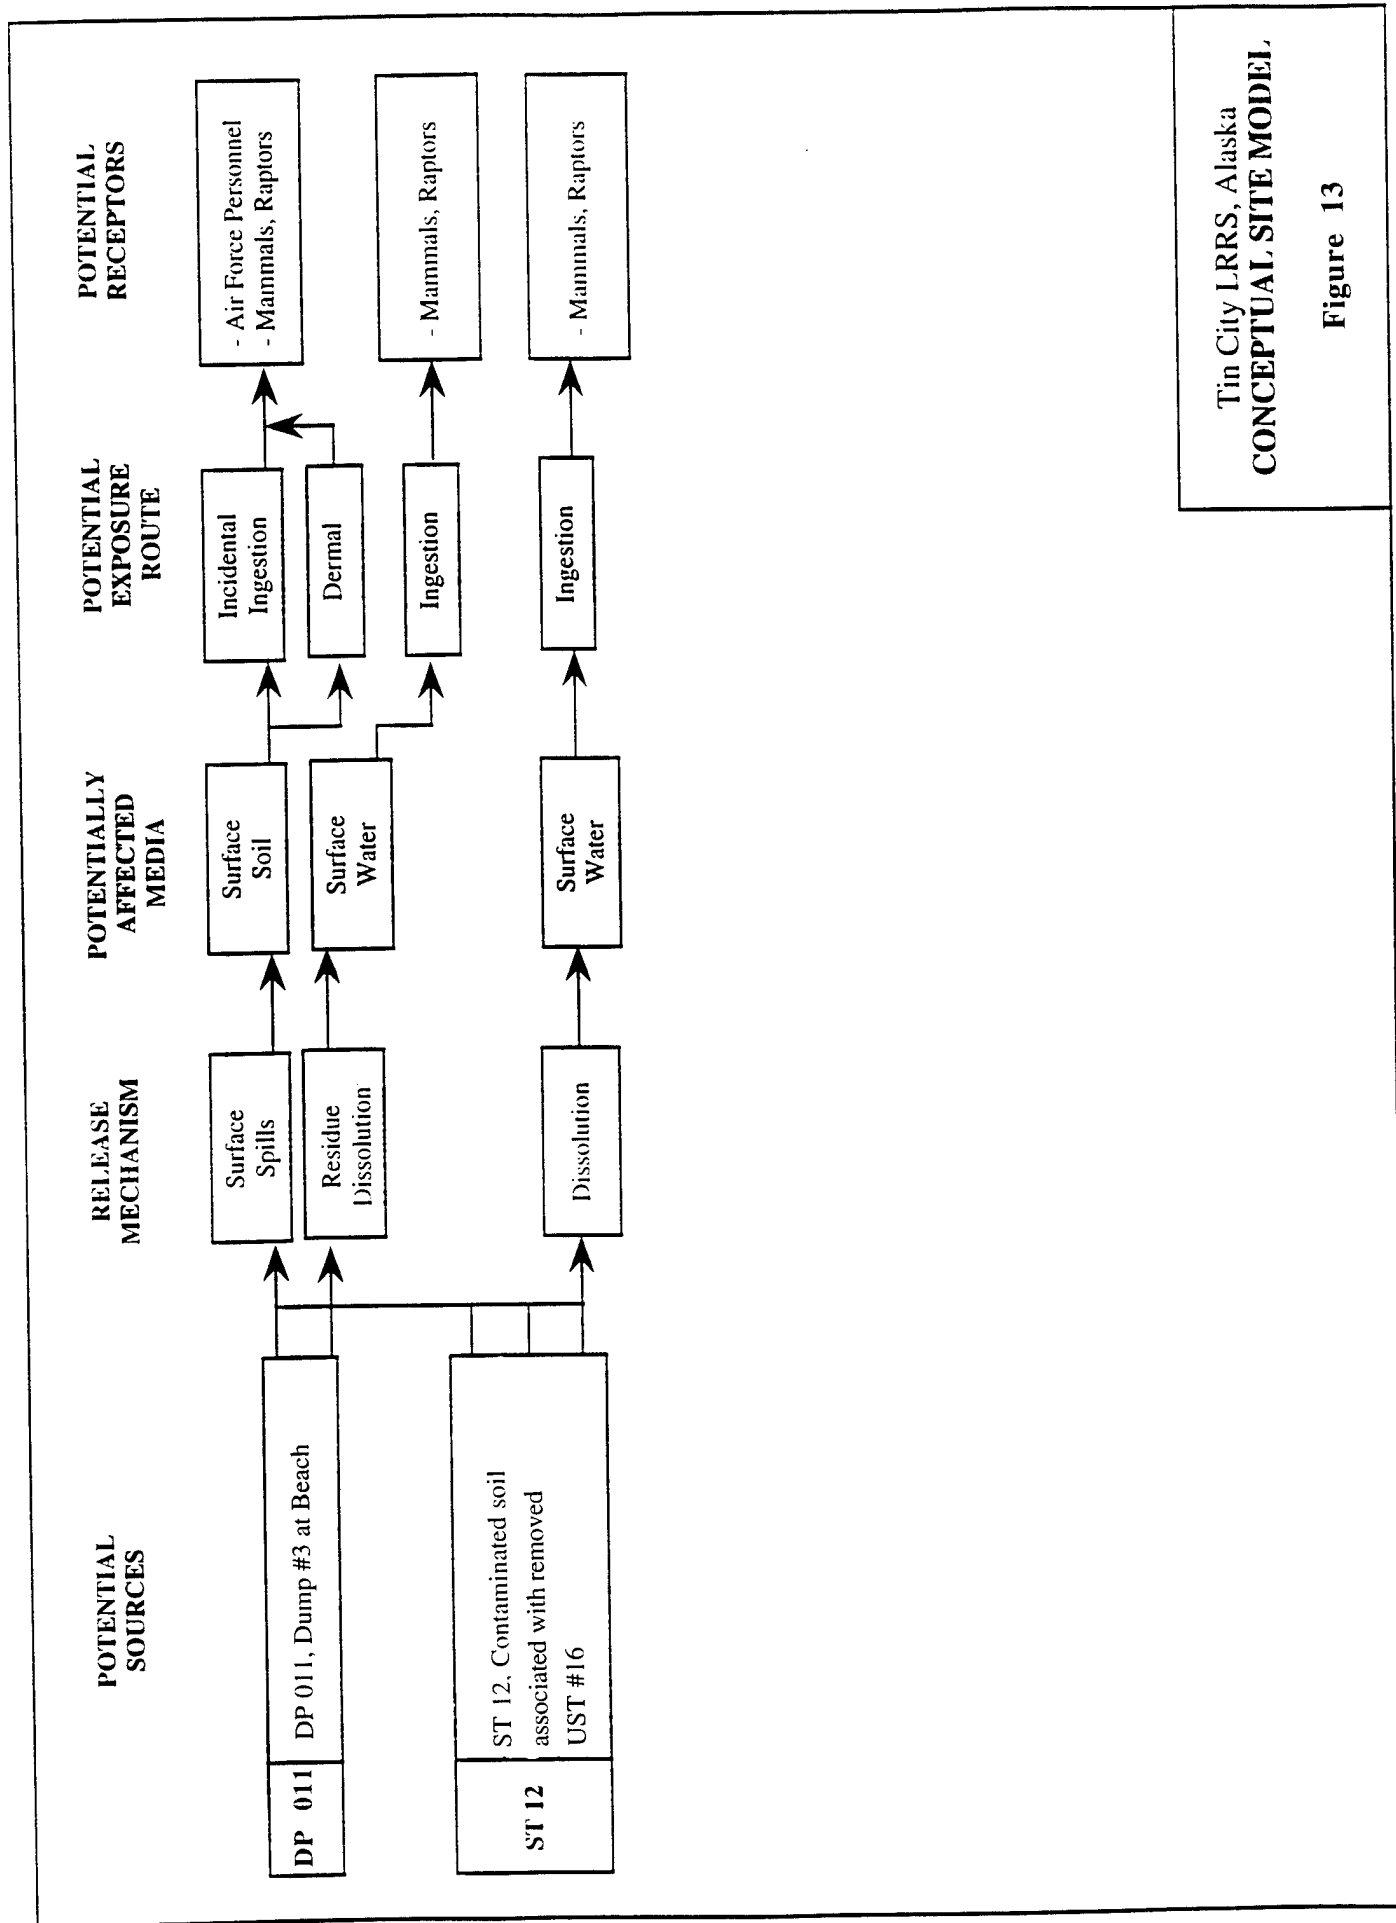 POTENTIAL
SOURCES
RELEASE
MECHANISM
POTENTIALLY
AFFECTED
MEDIA
POTENTIAL
EXPOSURE
ROUTE
POTENTIAL
RECEPTORS
DP 011
DP 011, Dump #3 at Beach
Surface
Spills
Surface
Soil
Incidental
Ingestion
- Air Force Personnel
- Mammals, Raptors
Residue
Dissolution
Surface
Water
Dermal
Ingestion
- Mammals, Raptors
ST 12
ST 12, Contaminated soil
associated with removed
UST #16
Dissolution
Surface
Water
Ingestion
- Mammals, Raptors
Tin City LRRS, Alaska
CONCEPTUAL SITE MODEL
Figure 13